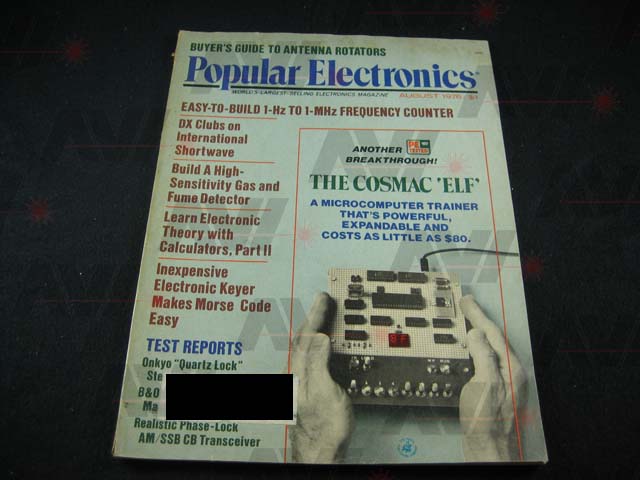 BUYER'S GUIDE TO ANTENNA ROTATORS
Popular Electronics®
WORLD'S LARGEST-SELLING ELECTRONICS MAGAZINE
AUGUST 1976 $1
EASY-TO-BUILD 1-Hz TO 1-MHz FREQUENCY COUNTER
DX Clubs on
International
Shortwave
Build A High-
Sensitivity Gas and
Fume Detector
Learn Electronic
Theory with
Calculators, Part II
Inexpensive
Electronic Keyer
Makes Morse Code
Easy
TEST REPORTS
Onkyo "Quartz Lock"
Ste
B&O
Ma
Realistic Phase-Lock
AM/SSB CB Transceiver
ANOTHER PE TESTED
BREAKTHROUGH!
THE COSMAC 'ELF'
A MICROCOMPUTER TRAINER
THAT'S POWERFUL,
EXPANDABLE AND
COSTS AS LITTLE AS $80.